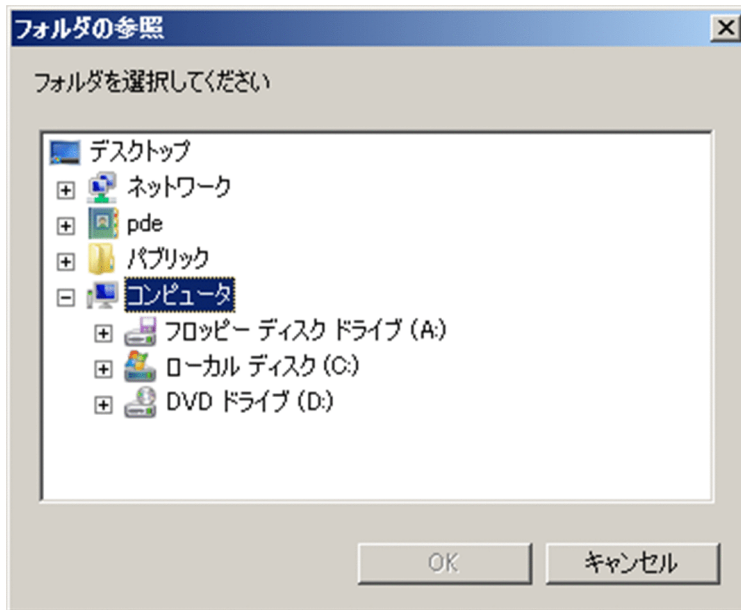 フォルダの参照
フォルダを選択してください
デスクトップ
ネットワーク
pde
パブリック
コンピュータ
フロッピー ディスク ドライブ (A:)
ローカル ディスク (C:)
DVD ドライブ (D:)
OK
キャンセル